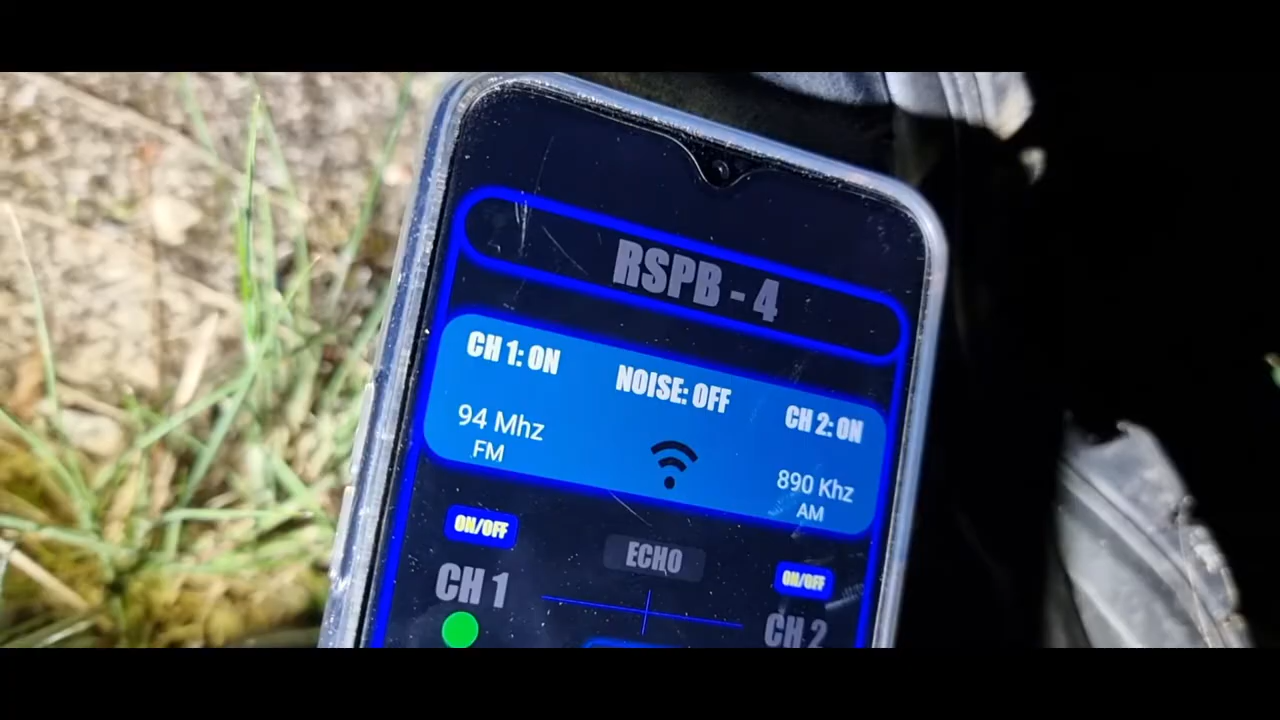 RSPB - 4
CH 1: ON
NOISE: OFF
CH 2: ON
94 Mhz
FM
890 Khz
AM
ON/OFF
ECHO
ON/OFF
CH 1
CH 2